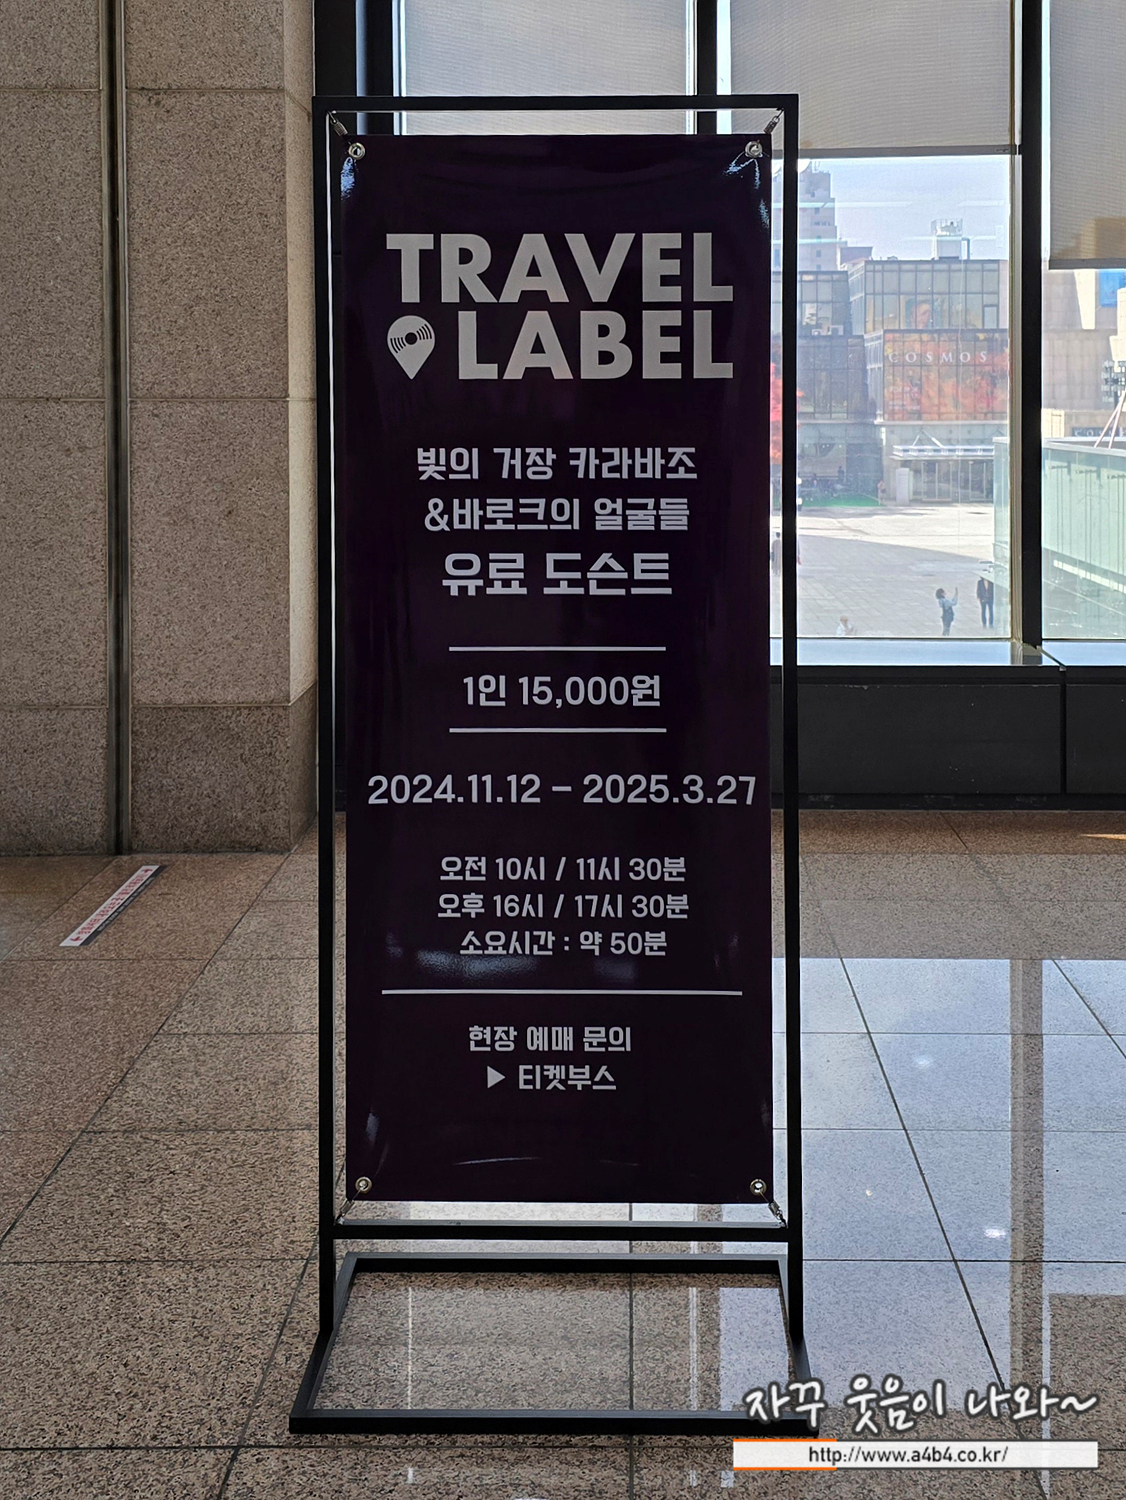 TRAVEL
LABEL
빛의 거장 카라바조
&바로크의 얼굴들
유료 도슨트
1인 15,000원
2024.11.12 – 2025.3.27
오전 10시 / 11시 30분
오후 16시 / 17시 30분
소요시간 : 약 50분
현장 예매 문의
▶ 티켓부스
COSMOS
자꾸 웃음이 나와~
http://www.a4b4.co.kr/